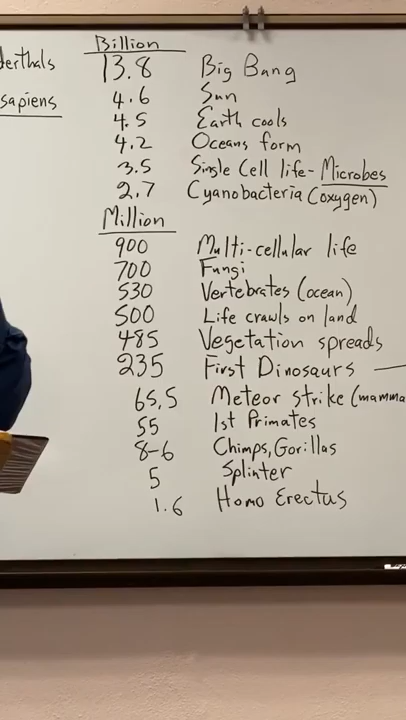 derthals
sapiens
Billion
13.8 Big Bang
4.6 Sun
4.5 Earth cools
4.2 Oceans form
3.5 Single Cell life - Microbes
2.7 Cyanobacteria (oxygen)
Million
900 Multi-cellular life
700 Fungi
530 Vertebrates (ocean)
500 Life crawls on land
485 Vegetation spreads
235 First Dinosaurs —
65.5 Meteor strike (mamma
55 1st Primates
8-6 Chimps, Gorillas
5 Splinter
1.6 Homo Erectus